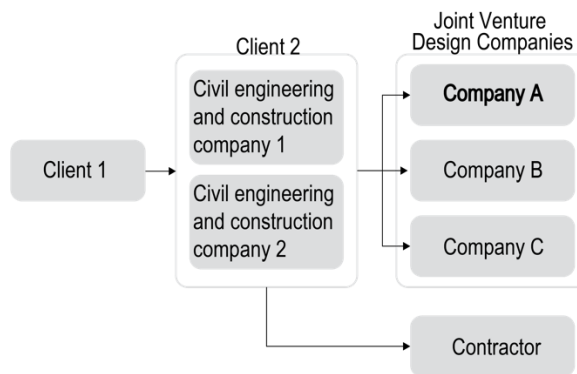 Joint Venture
Design Companies
Client 2
Civil engineering
and construction
company 1
Company A
Client 1
Company B
Civil engineering
and construction
company 2
Company C
Contractor